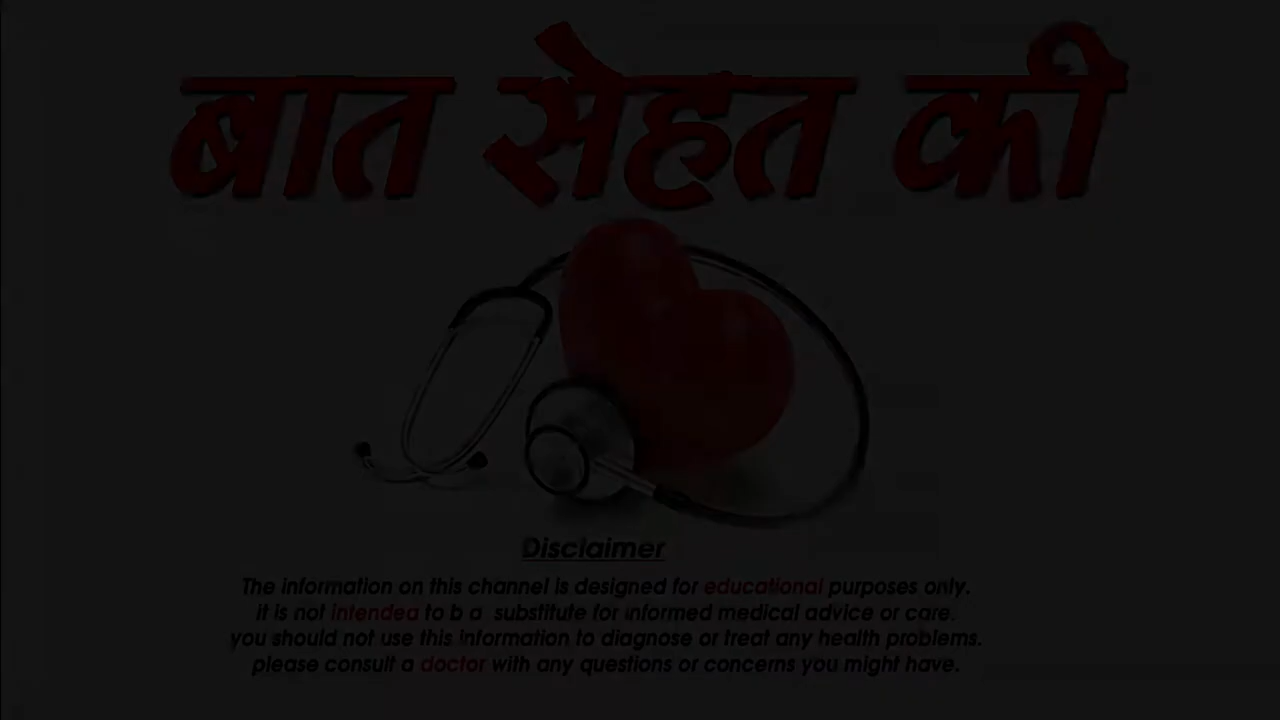 बात सेहत की
Disclaimer
The information on this channel is designed for educational purposes only.
it is not intended to b a substitute for informed medical advice or care.
you should not use this information to diagnose or treat any health problems.
please consult a doctor with any questions or concerns you might have.